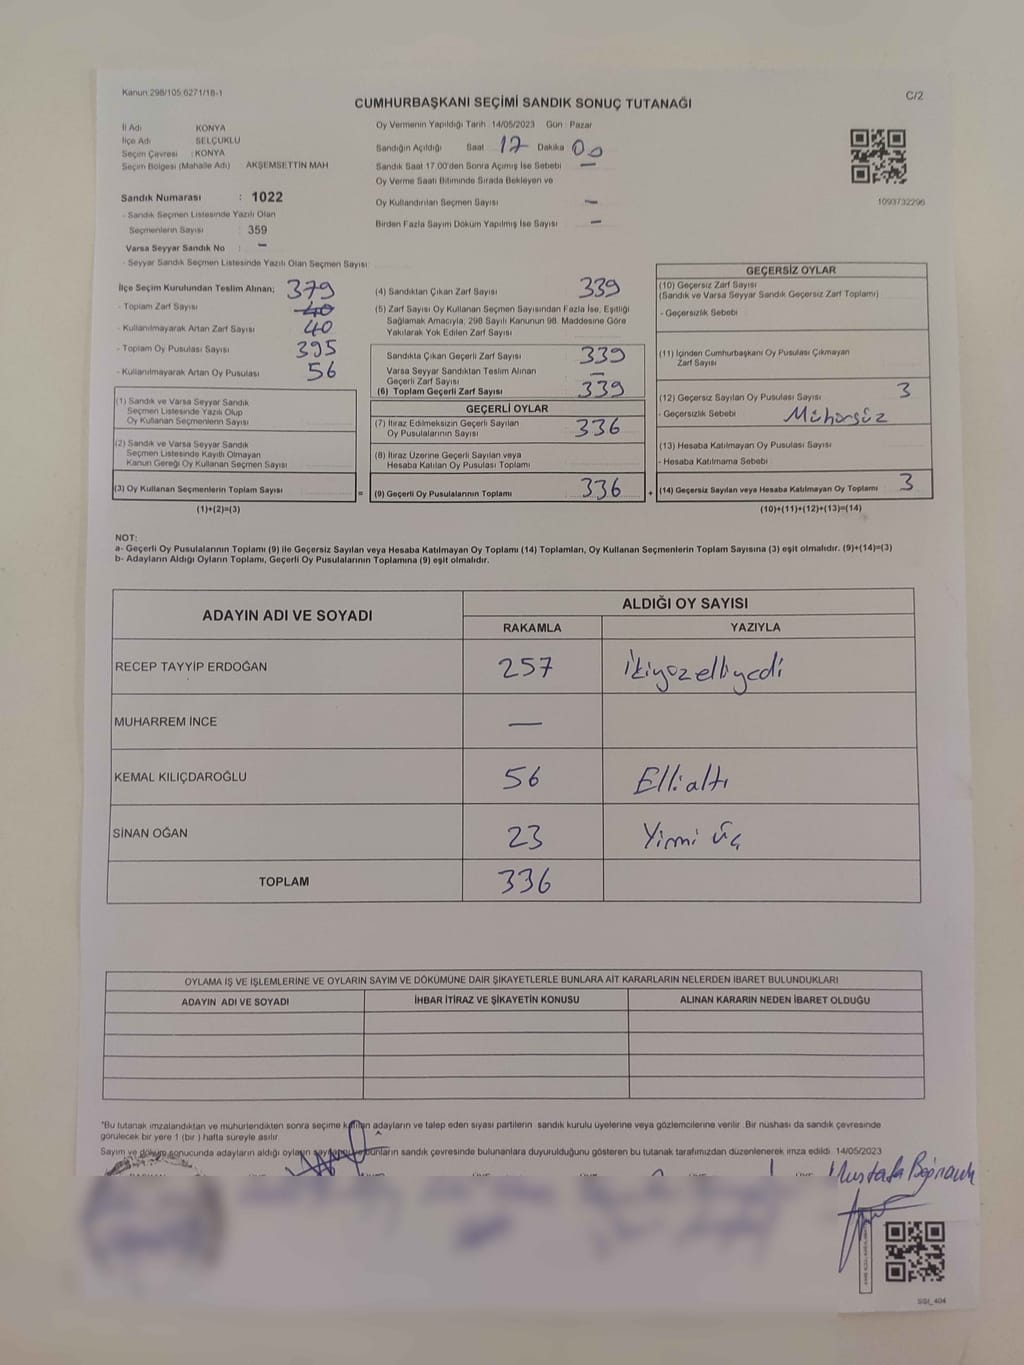 Kanun:298/105:6271/18-1
C/2
CUMHURBAŞKANI SEÇİMİ SANDIK SONUÇ TUTANAĞI
İl Adı KONYA
İlçe Adı SELÇUKLU
Seçim Çevresi : KONYA
Seçim Bölgesi (Mahalle Adı) AKŞEMSETTİN MAH
Sandık Numarası : 1022
- Sandık Seçmen Listesinde Yazılı Olan
Seçmenlerin Sayısı : 359
Varsa Seyyar Sandık No : -
- Seyyar Sandık Seçmen Listesinde Yazılı Olan Seçmen Sayısı:
Oy Vermenin Yapıldığı Tarih : 14/05/2023 Gün : Pazar
Sandığın Açıldığı Saat 17 Dakika 00
Sandık Saat 17.00'den Sonra Açımış İse Sebebi -
Oy Verme Saati Bitiminde Sırada Bekleyen ve
Oy Kullandırılan Seçmen Sayısı -
Birden Fazla Sayım Döküm Yapılmış İse Sayısı -
1093732296
İlçe Seçim Kurulundan Teslim Alınan; 379
- Toplam Zarf Sayısı 40
- Kullanılmayarak Artan Zarf Sayısı 40
- Toplam Oy Pusulası Sayısı 395
- Kullanılmayarak Artan Oy Pusulası 56
(1) Sandık ve Varsa Seyyar Sandık
Seçmen Listesinde Yazılı Olup
Oy Kullanan Seçmenlerin Sayısı
(2) Sandık ve Varsa Seyyar Sandık
Seçmen Listesinde Kayıtlı Olmayan
Kanun Gereği Oy Kullanan Seçmen Sayısı
(3) Oy Kullanan Seçmenlerin Toplam Sayısı
(1)+(2)=(3)
(4) Sandıktan Çıkan Zarf Sayısı 339
(5) Zarf Sayısı Oy Kullanan Seçmen Sayısından Fazla İse, Eşitliği
Sağlamak Amacıyla, 298 Sayılı Kanunun 98. Maddesine Göre
Yakılarak Yok Edilen Zarf Sayısı
Sandıkta Çıkan Geçerli Zarf Sayısı 339
Varsa Seyyar Sandıktan Teslim Alınan
Geçerli Zarf Sayısı -
(6) Toplam Geçerli Zarf Sayısı 339
GEÇERLİ OYLAR
(7) İtiraz Edilmeksizin Geçerli Sayılan
Oy Pusulalarının Sayısı 336
(8) İtiraz Üzerine Geçerli Sayılan veya
Hesaba Katılan Oy Pusulası Toplamı
= (9) Geçerli Oy Pusulalarının Toplamı 336 +
GEÇERSİZ OYLAR
(10) Geçersiz Zarf Sayısı
(Sandık ve Varsa Seyyar Sandık Geçersiz Zarf Toplamı)
- Geçersizlik Sebebi
(11) İçinden Cumhurbaşkanı Oy Pusulası Çıkmayan
Zarf Sayısı
(12) Geçersiz Sayılan Oy Pusulası Sayısı 3
- Geçersizlik Sebebi Mühürsüz
(13) Hesaba Katılmayan Oy Pusulası Sayısı
- Hesaba Katılmama Sebebi
(14) Geçersiz Sayılan veya Hesaba Katılmayan Oy Toplamı 3
(10)+(11)+(12)+(13)=(14)
NOT:
a- Geçerli Oy Pusulalarının Toplamı (9) ile Geçersiz Sayılan veya Hesaba Katılmayan Oy Toplamı (14) Toplamları, Oy Kullanan Seçmenlerin Toplam Sayısına (3) eşit olmalıdır. (9)+(14)=(3)
b- Adayların Aldığı Oyların Toplamı, Geçerli Oy Pusulalarının Toplamına (9) eşit olmalıdır.
ADAYIN ADI VE SOYADI
ALDIĞI OY SAYISI
RAKAMLA YAZIYLA
RECEP TAYYİP ERDOĞAN 257 İkiyüzelliyedi
MUHARREM İNCE —
KEMAL KILIÇDAROĞLU 56 Elli altı
SİNAN OĞAN 23 Yirmi üç
TOPLAM 336
OYLAMA İŞ VE İŞLEMLERİNE VE OYLARIN SAYIM VE DÖKÜMÜNE DAİR ŞİKAYETLERLE BUNLARA AİT KARARLARIN NELERDEN İBARET BULUNDUKLARI
ADAYIN ADI VE SOYADI İHBAR İTİRAZ VE ŞİKAYETİN KONUSU ALINAN KARARIN NEDEN İBARET OLDUĞU
*Bu tutanak imzalandıktan ve mühürlendikten sonra seçime katılan adayların ve talep eden siyasi partilerin sandık kurulu üyelerine veya gözlemcilerine verilir. Bir nüshası da sandık çevresinde
görülecek bir yere 1 (bir ) hafta süreyle asılır.
Sayım ve döküm sonucunda adayların aldığı oyların sayısı ve bunların sandık çevresinde bulunanlara duyurulduğunu gösteren bu tutanak tarafımızdan düzenlenerek imza edildi. 14/05/2023
Mustafa
SSI_404